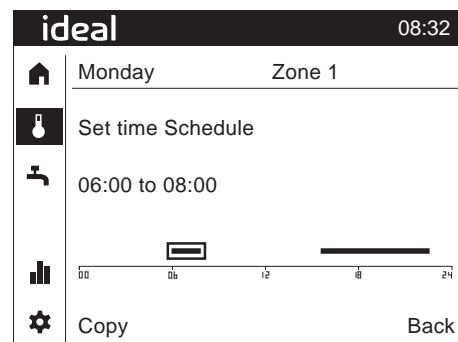 ideal 08:32
Monday Zone 1
Set time Schedule
06:00 to 08:00
00 06 12 18 24
Copy Back